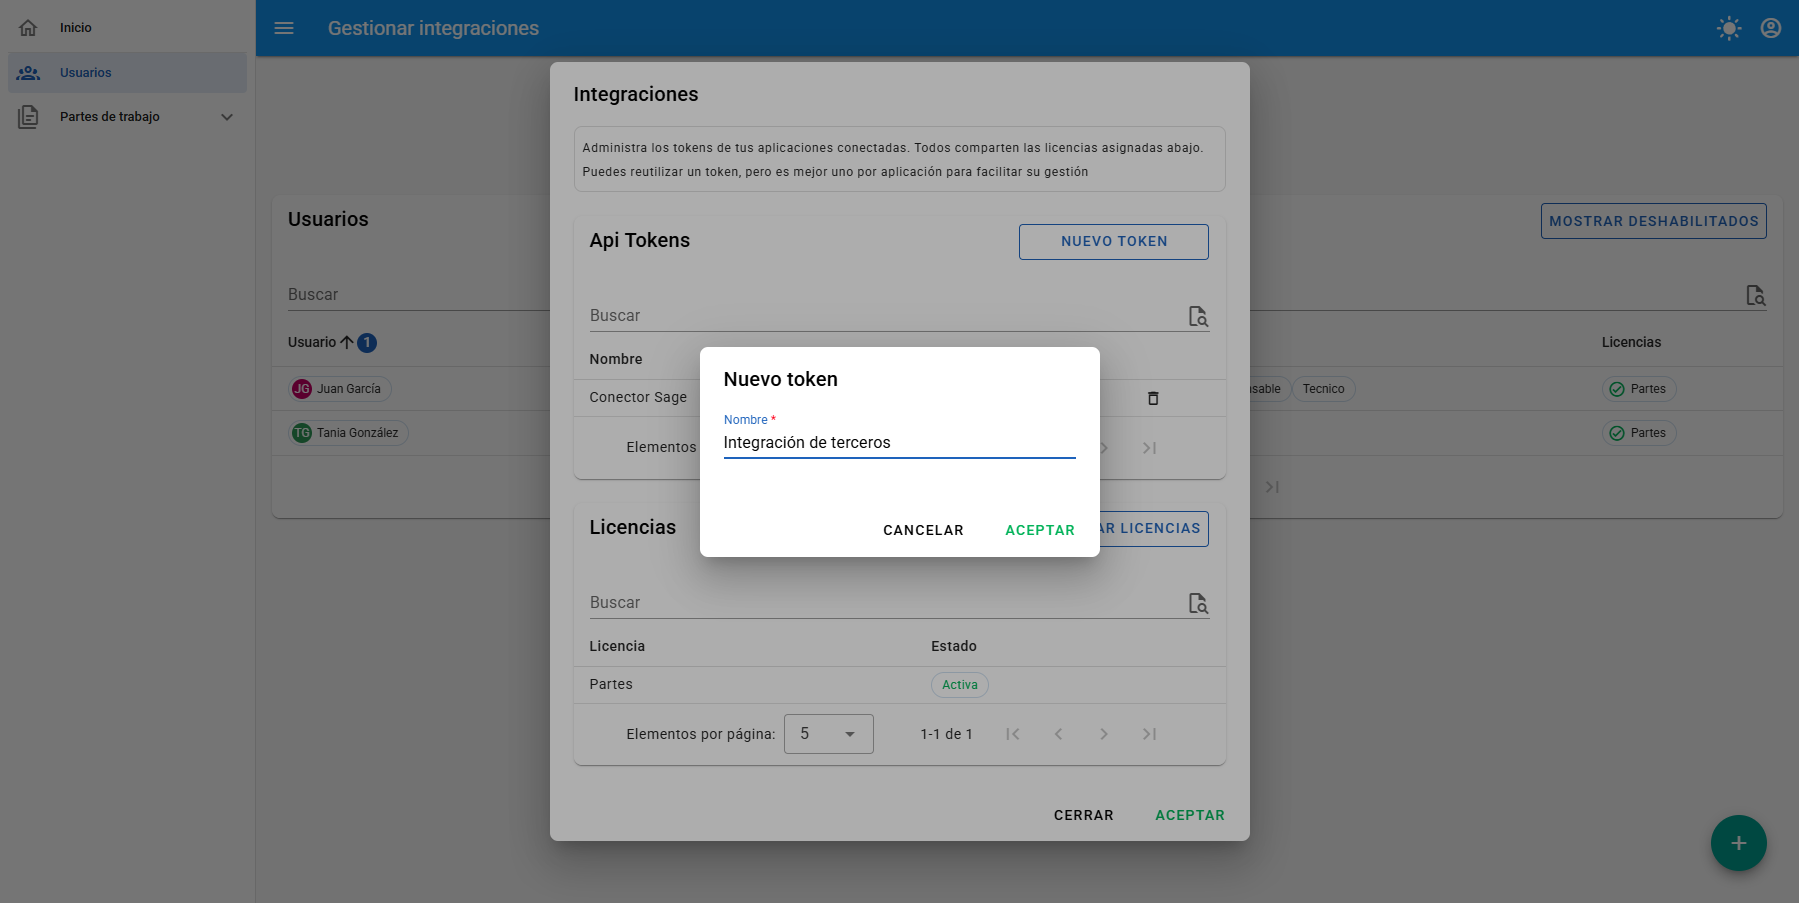 Inicio
Usuarios
Partes de trabajo
Gestionar integraciones
Usuarios
MOSTRAR DESHABILITADOS
Buscar
Usuario 1
Licencias
JG Juan García
Tecnico
Partes
TG Tania González
Partes
Integraciones
Administra los tokens de tus aplicaciones conectadas. Todos comparten las licencias asignadas abajo.
Puedes reutilizar un token, pero es mejor uno por aplicación para facilitar su gestión
Api Tokens
NUEVO TOKEN
Buscar
Nombre
Conector Sage
Elementos
Nuevo token
Nombre *
Integración de terceros
CANCELAR
ACEPTAR
Licencias
LICENCIAS
Buscar
Licencia
Estado
Partes
Activa
Elementos por página: 5
1-1 de 1
CERRAR
ACEPTAR